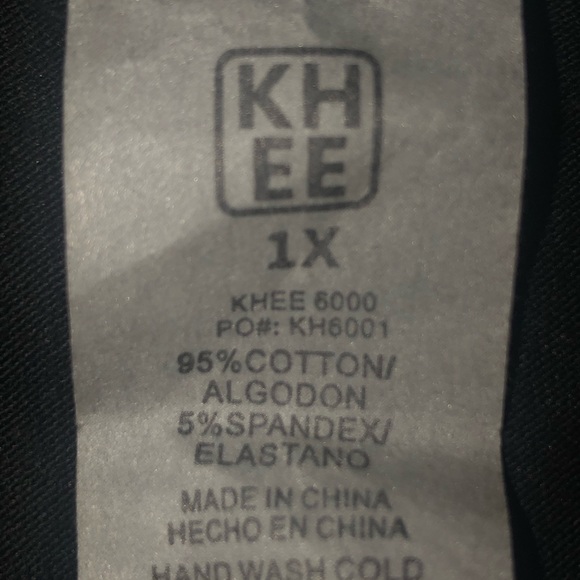 KH
EE
1X
KHEE 6000
PO#: KH6001
95%COTTON/
ALGODON
5%SPANDEX/
ELASTANO
MADE IN CHINA
HECHO EN CHINA
HAND WASH COLD